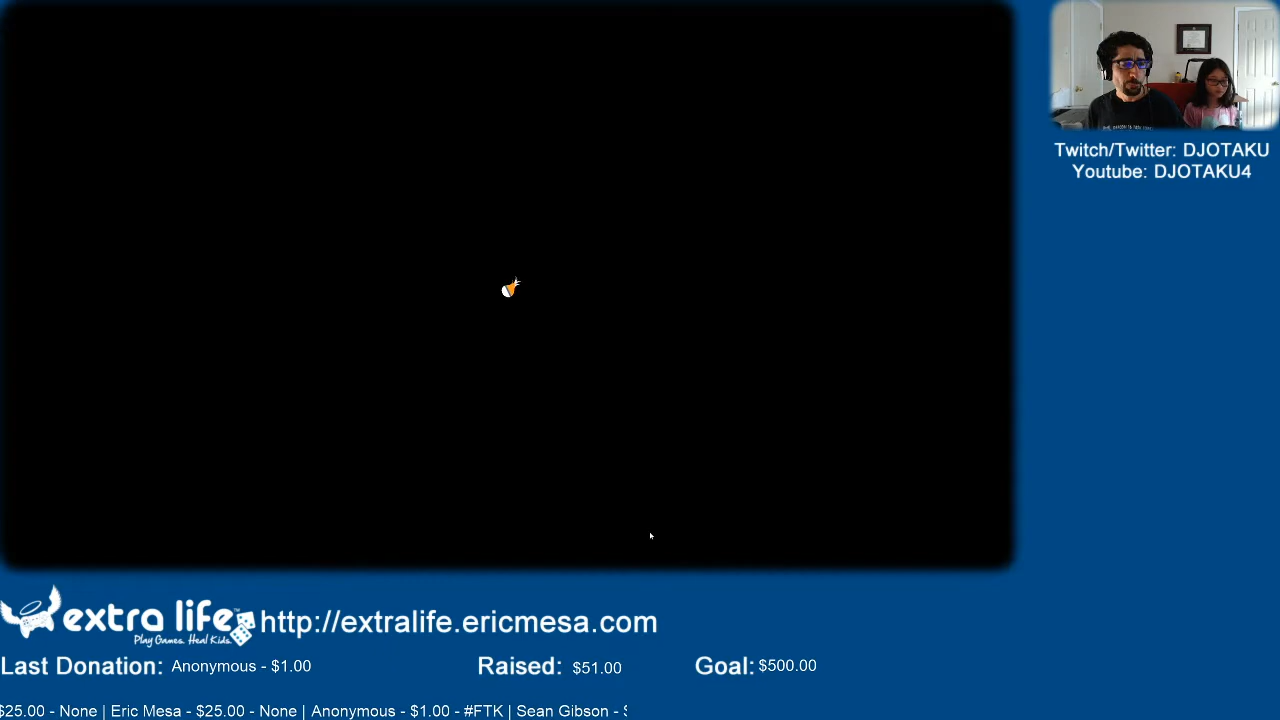 Twitch/Twitter: DJOTAKU
Youtube: DJOTAKU4
extra life™ http://extralife.ericmesa.com
Play Games. Heal Kids.
Last Donation: Anonymous - $1.00 Raised: $51.00 Goal: $500.00
$25.00 - None | Eric Mesa - $25.00 - None | Anonymous - $1.00 - #FTK | Sean Gibson -